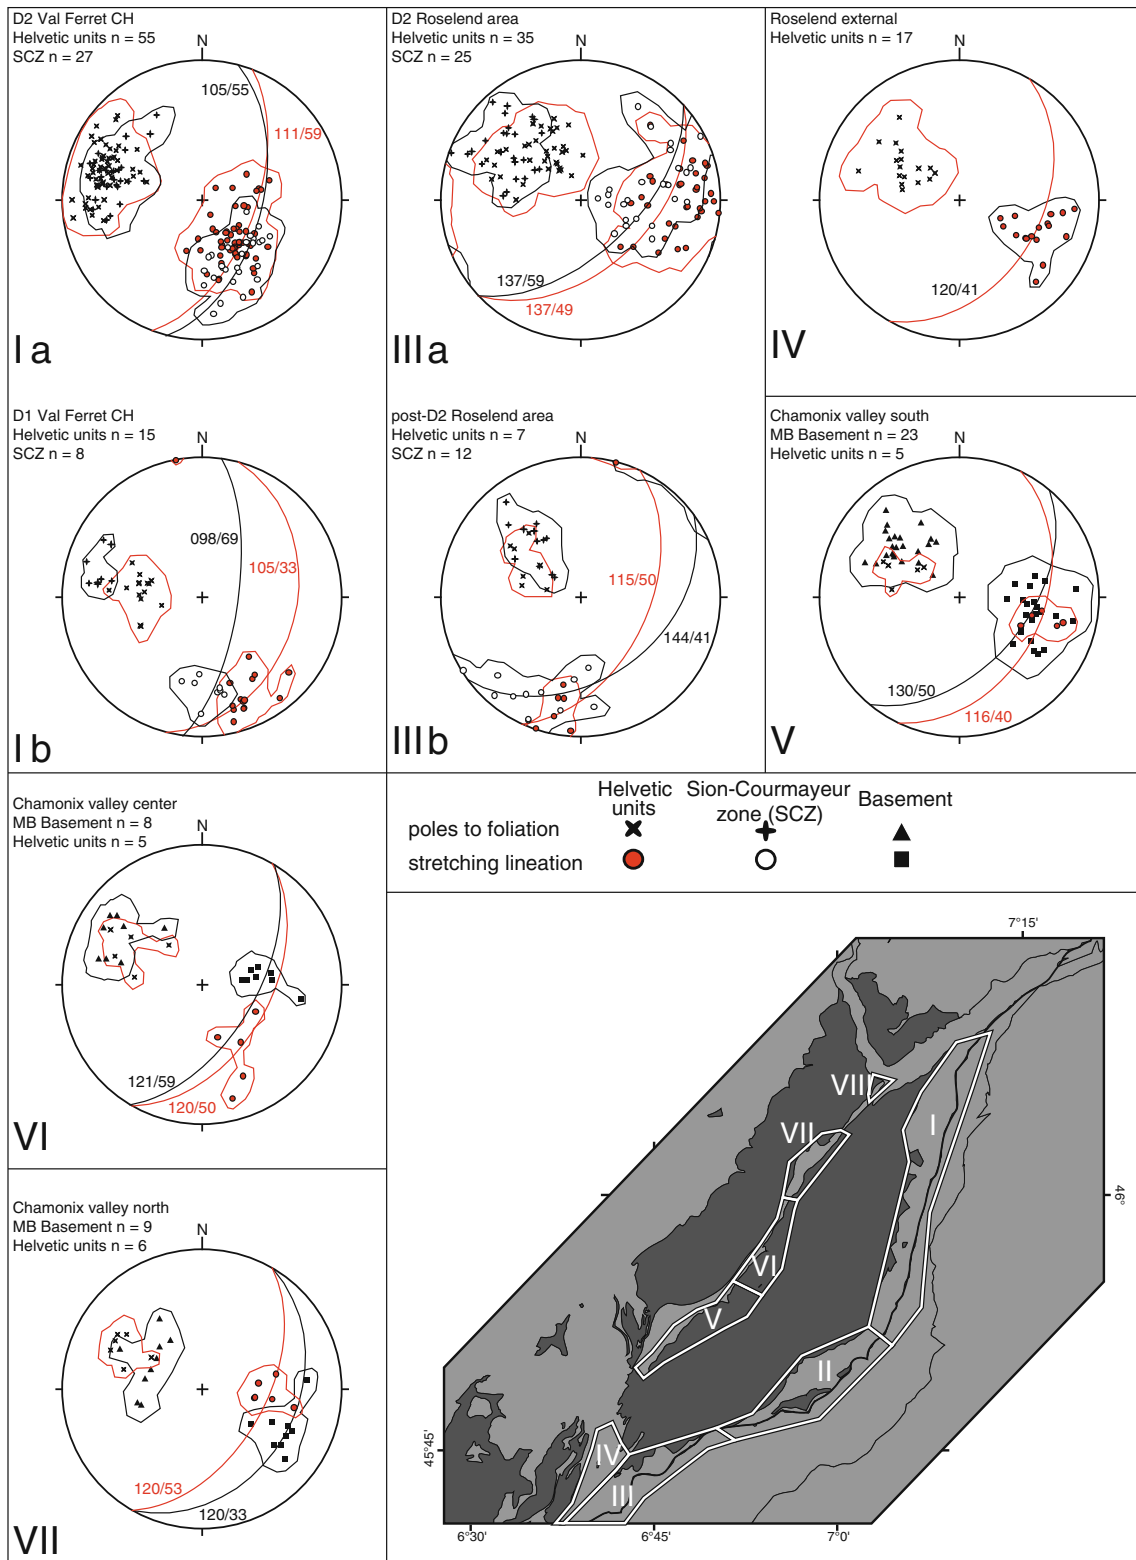 D2 Val Ferret CH
Helvetic units n = 55
SCZ n = 27
N
105/55
111/59
I a
D2 Roselend area
Helvetic units n = 35
SCZ n = 25
N
137/59
137/49
IIIa
Roselend external
Helvetic units n = 17
N
120/41
IV
D1 Val Ferret CH
Helvetic units n = 15
SCZ n = 8
N
098/69
105/33
I b
post-D2 Roselend area
Helvetic units n = 7
SCZ n = 12
N
115/50
144/41
IIIb
Chamonix valley south
MB Basement n = 23
Helvetic units n = 5
N
130/50
116/40
V
Chamonix valley center
MB Basement n = 8
Helvetic units n = 5
N
121/59
120/50
VI
Helvetic units
Sion-Courmayeur zone (SCZ)
Basement
poles to foliation
stretching lineation
Chamonix valley north
MB Basement n = 9
Helvetic units n = 6
N
120/53
120/33
VII
7°15'
VIII
I
VII
46°
VI
V
II
45°45'
IV
III
6°30'
6°45'
7°0'